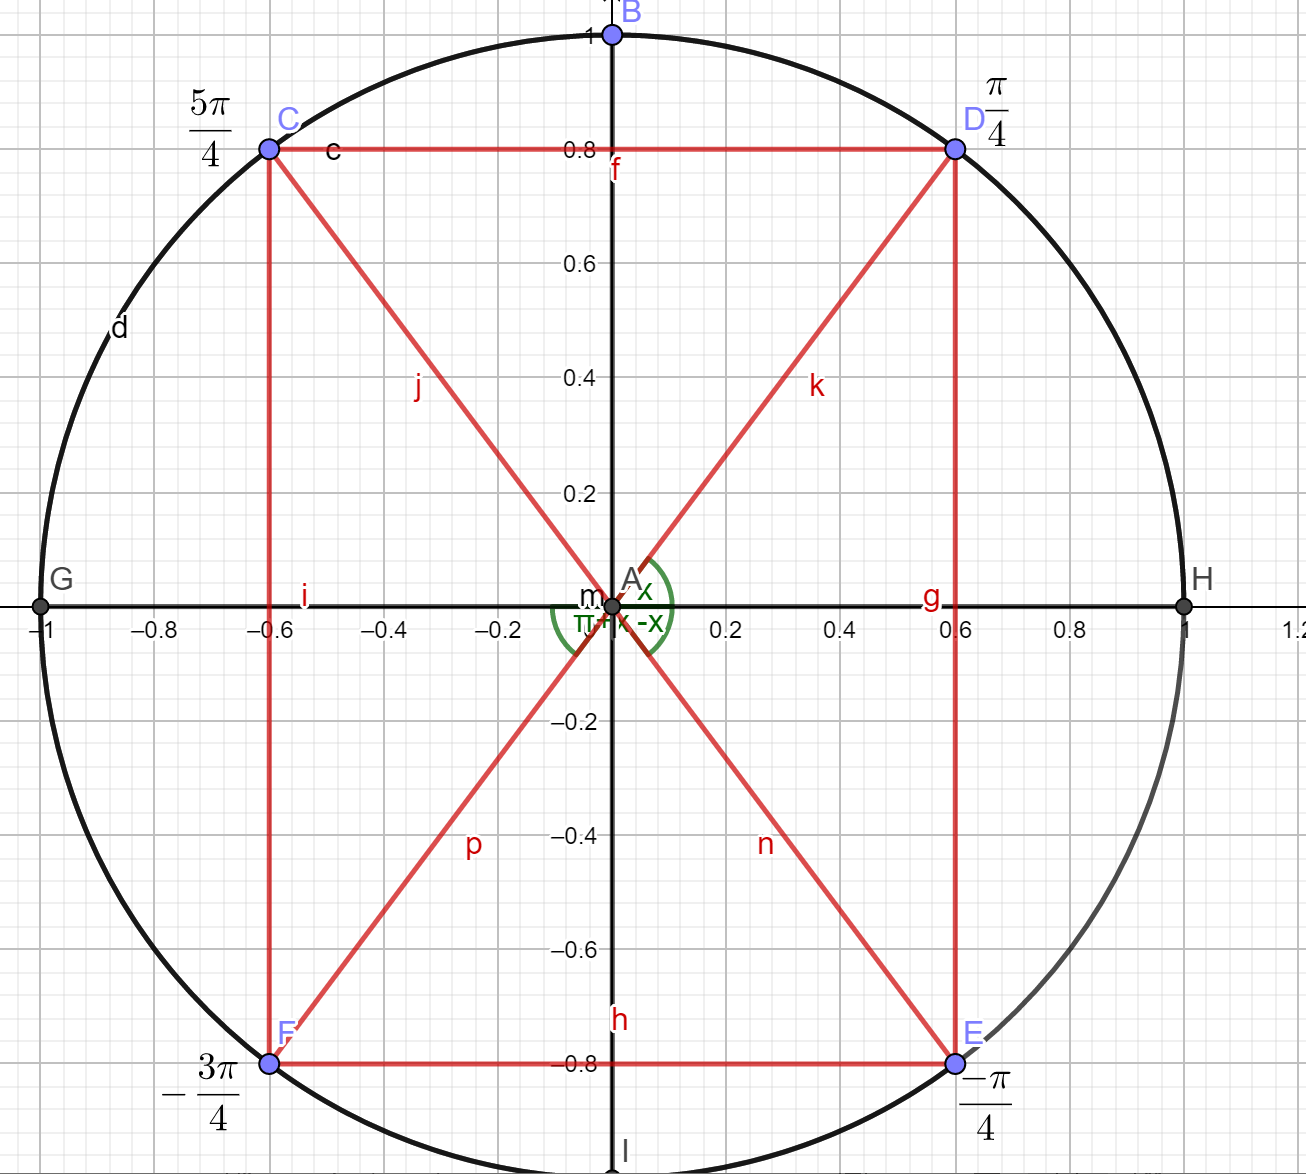 B
1
5π/4
C
D
π/4
c
0.8
f
0.6
d
0.4
j
k
0.2
G
A
H
i
m
x
g
π+x
-x
–1
–0.8
–0.6
–0.4
–0.2
0.2
0.4
0.6
0.8
1
1.2
–0.2
–0.4
p
n
–0.6
h
F
E
–0.8
−3π/4
−π/4
I